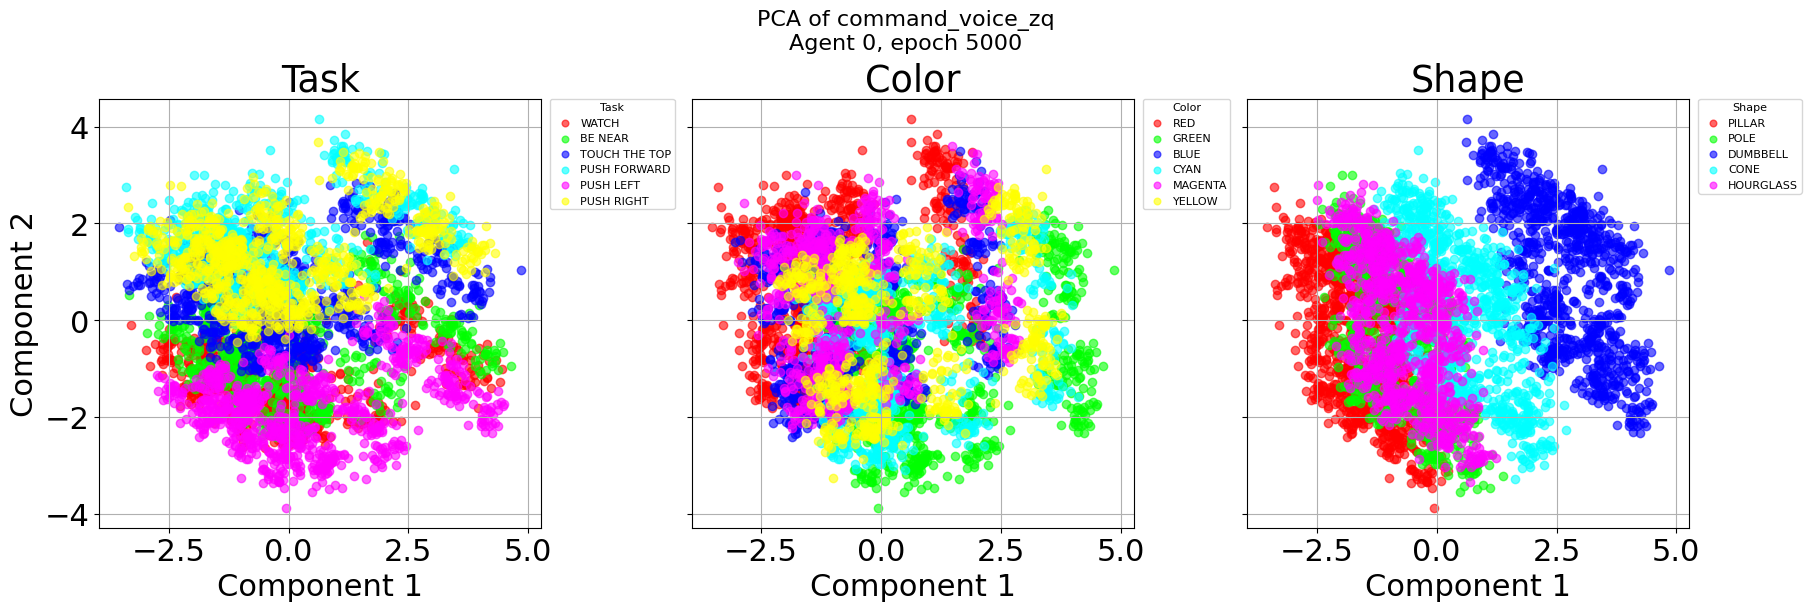 PCA of command_voice_zq
Agent 0, epoch 5000
Task
Color
Shape
Component 2
4
2
0
−2
−4
−2.5 0.0 2.5 5.0
Component 1
Task
WATCH
BE NEAR
TOUCH THE TOP
PUSH FORWARD
PUSH LEFT
PUSH RIGHT
−2.5 0.0 2.5 5.0
Component 1
Color
RED
GREEN
BLUE
CYAN
MAGENTA
YELLOW
−2.5 0.0 2.5 5.0
Component 1
Shape
PILLAR
POLE
DUMBBELL
CONE
HOURGLASS